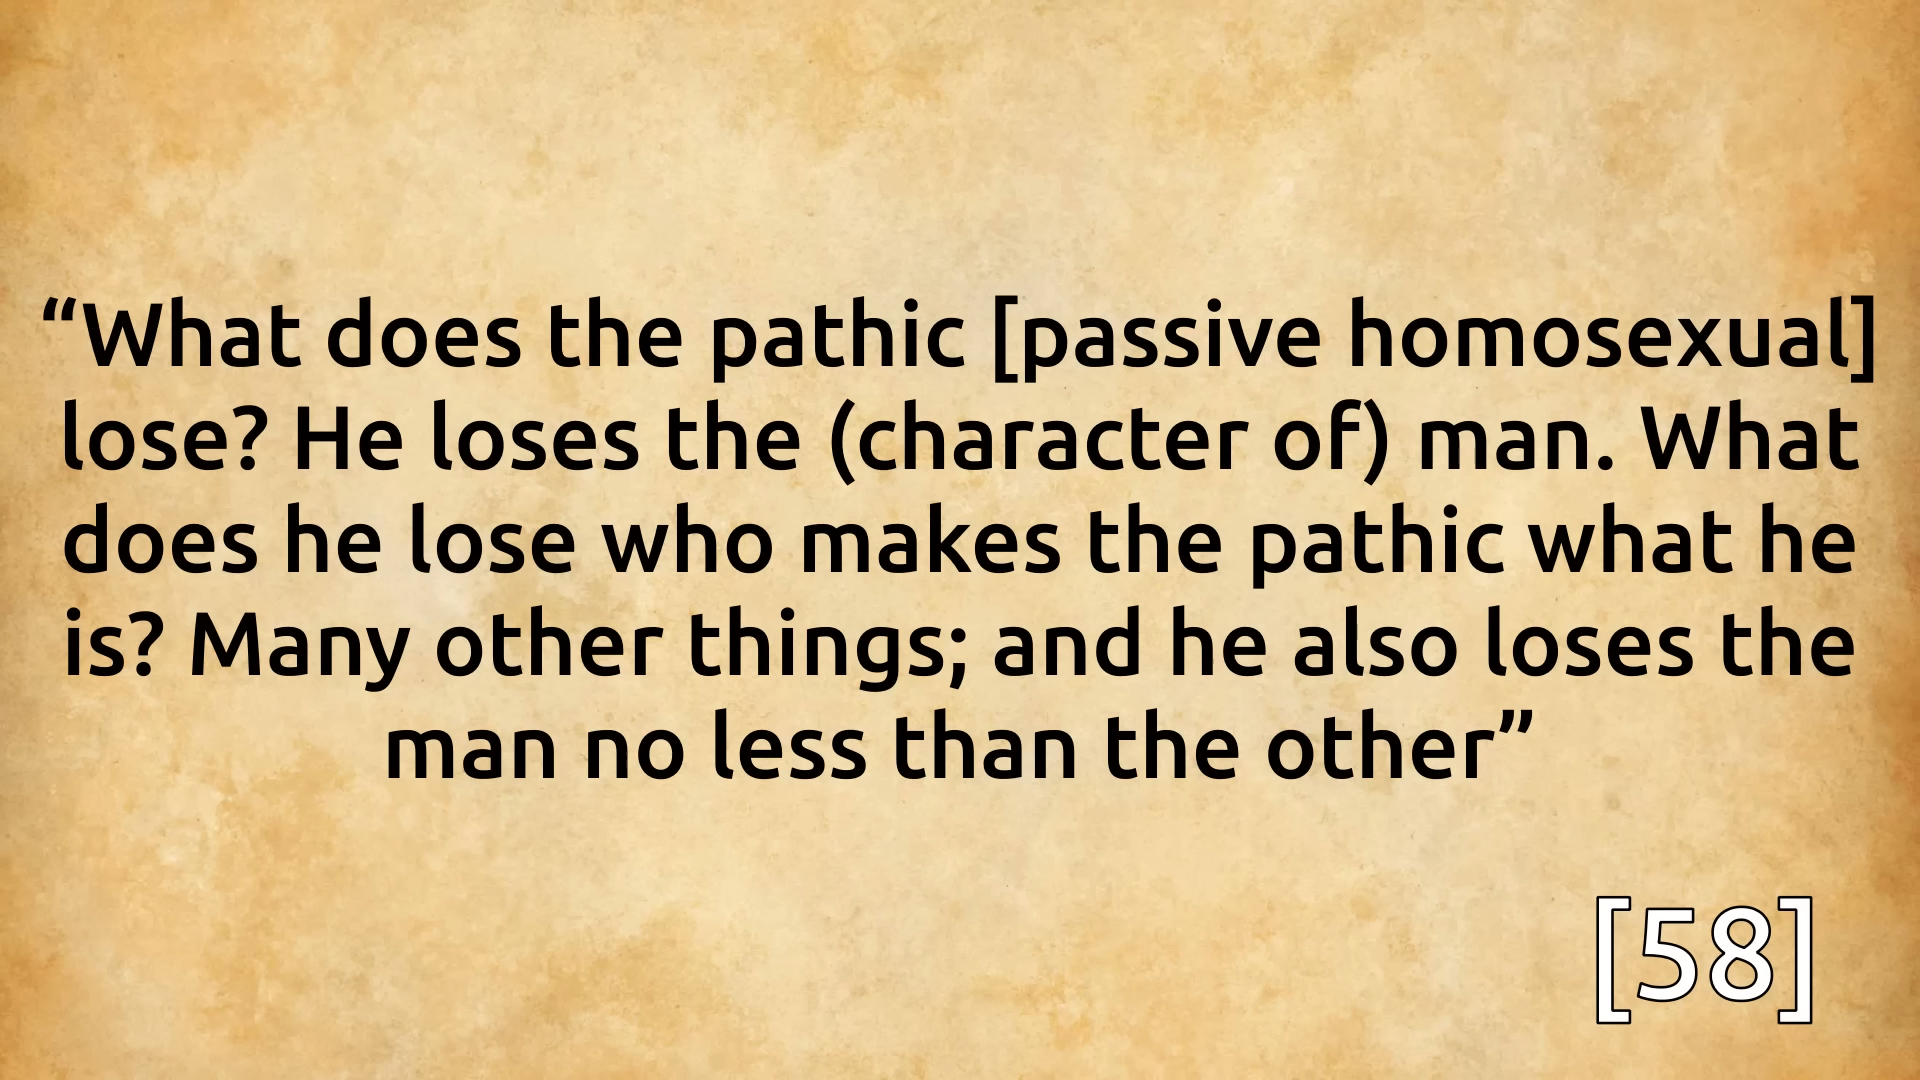 “What does the pathic [passive homosexual]
lose? He loses the (character of) man. What
does he lose who makes the pathic what he
is? Many other things; and he also loses the
man no less than the other”
[58]